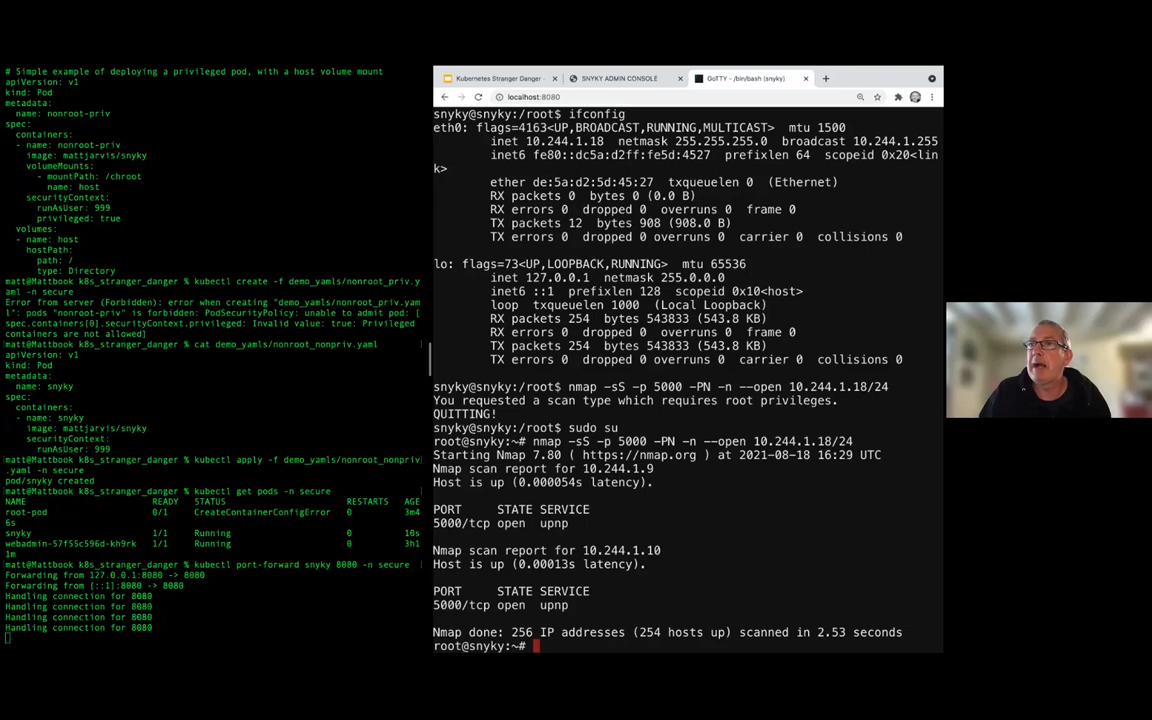 # Simple example of deploying a privileged pod, with a host volume mount
apiVersion: v1
kind: Pod
metadata:
  name: nonroot-priv
spec:
  containers:
  - name: nonroot-priv
    image: mattjarvis/snyky
    volumeMounts:
      - mountPath: /chroot
        name: host
    securityContext:
      runAsUser: 999
      privileged: true
  volumes:
  - name: host
    hostPath:
      path: /
      type: Directory
matt@Mattbook k8s_stranger_danger % kubectl create -f demo_yamls/nonroot_priv.y
aml -n secure
Error from server (Forbidden): error when creating "demo_yamls/nonroot_priv.yam
l": pods "nonroot-priv" is forbidden: PodSecurityPolicy: unable to admit pod: [
spec.containers[0].securityContext.privileged: Invalid value: true: Privileged
containers are not allowed]
matt@Mattbook k8s_stranger_danger % cat demo_yamls/nonroot_nonpriv.yaml
apiVersion: v1
kind: Pod
metadata:
  name: snyky
spec:
  containers:
  - name: snyky
    image: mattjarvis/snyky
    securityContext:
      runAsUser: 999
matt@Mattbook k8s_stranger_danger % kubectl apply -f demo_yamls/nonroot_nonpriv
.yaml -n secure
pod/snyky created
matt@Mattbook k8s_stranger_danger % kubectl get pods -n secure
NAME READY STATUS RESTARTS AGE
root-pod 0/1 CreateContainerConfigError 0 3m4
6s
snyky 1/1 Running 0 10s
webadmin-57f55c596d-kh9rk 1/1 Running 0 3h1
1m
matt@Mattbook k8s_stranger_danger % kubectl port-forward snyky 8080 -n secure
Forwarding from 127.0.0.1:8080 -> 8080
Forwarding from [::1]:8080 -> 8080
Handling connection for 8080
Handling connection for 8080
Handling connection for 8080
Handling connection for 8080
Kubernetes Stranger Danger - SNYKY ADMIN CONSOLE GoTTY - /bin/bash (snyky)
localhost:8080
snyky@snyky:/root$ ifconfig
eth0: flags=4163<UP,BROADCAST,RUNNING,MULTICAST> mtu 1500
inet 10.244.1.18 netmask 255.255.255.0 broadcast 10.244.1.255
inet6 fe80::dc5a:d2ff:fe5d:4527 prefixlen 64 scopeid 0x20<lin
k>
ether de:5a:d2:5d:45:27 txqueuelen 0 (Ethernet)
RX packets 0 bytes 0 (0.0 B)
RX errors 0 dropped 0 overruns 0 frame 0
TX packets 12 bytes 908 (908.0 B)
TX errors 0 dropped 0 overruns 0 carrier 0 collisions 0
lo: flags=73<UP,LOOPBACK,RUNNING> mtu 65536
inet 127.0.0.1 netmask 255.0.0.0
inet6 ::1 prefixlen 128 scopeid 0x10<host>
loop txqueuelen 1000 (Local Loopback)
RX packets 254 bytes 543833 (543.8 KB)
RX errors 0 dropped 0 overruns 0 frame 0
TX packets 254 bytes 543833 (543.8 KB)
TX errors 0 dropped 0 overruns 0 carrier 0 collisions 0
snyky@snyky:/root$ nmap -sS -p 5000 -PN -n --open 10.244.1.18/24
You requested a scan type which requires root privileges.
QUITTING!
snyky@snyky:/root$ sudo su
root@snyky:~# nmap -sS -p 5000 -PN -n --open 10.244.1.18/24
Starting Nmap 7.80 ( https://nmap.org ) at 2021-08-18 16:29 UTC
Nmap scan report for 10.244.1.9
Host is up (0.000054s latency).
PORT STATE SERVICE
5000/tcp open upnp
Nmap scan report for 10.244.1.10
Host is up (0.00013s latency).
PORT STATE SERVICE
5000/tcp open upnp
Nmap done: 256 IP addresses (254 hosts up) scanned in 2.53 seconds
root@snyky:~#